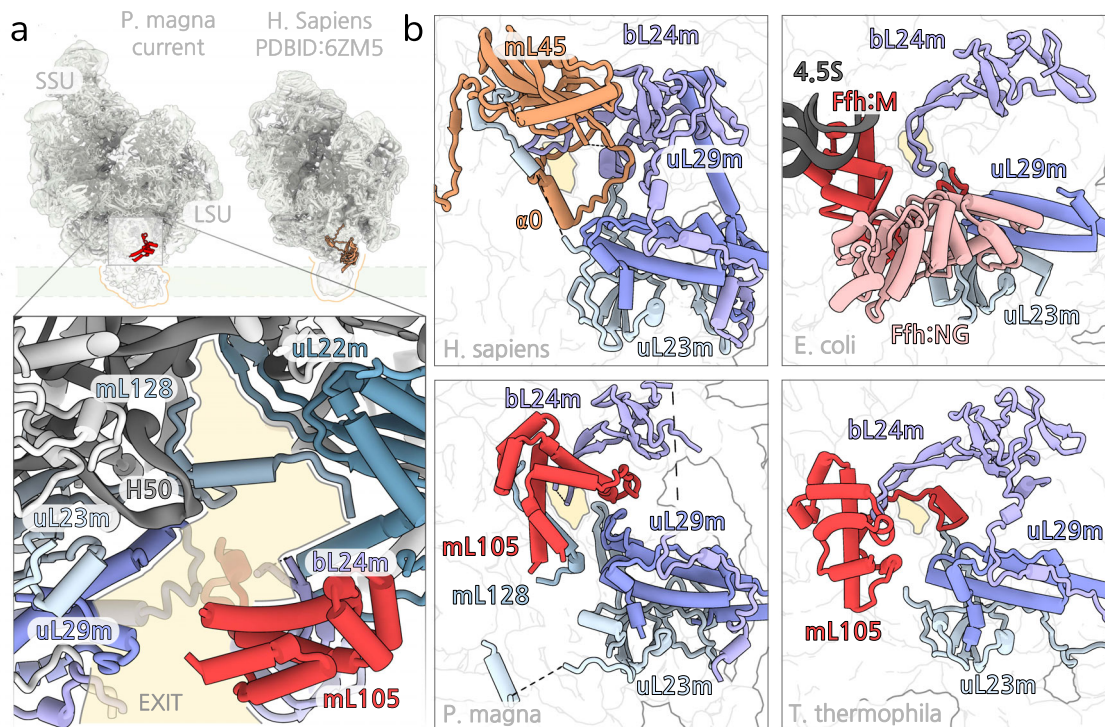 a
P. magna
current
H. Sapiens
PDBID:6ZM5
SSU
LSU
uL22m
mL128
H50
uL23m
bL24m
uL29m
EXIT
mL105
b
mL45
bL24m
uL29m
α0
uL23m
H. sapiens
bL24m
4.5S
Ffh:M
uL29m
uL23m
Ffh:NG
E. coli
bL24m
uL29m
mL105
mL128
uL23m
P. magna
bL24m
uL29m
mL105
uL23m
T. thermophila